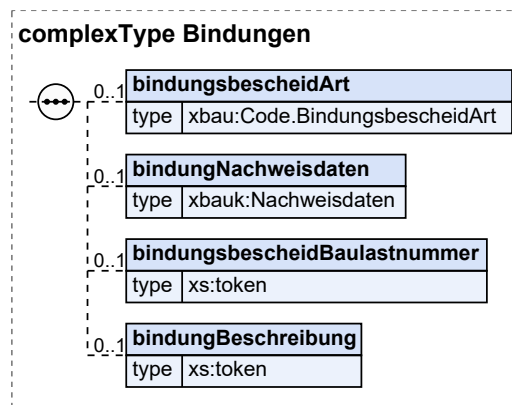 complexType Bindungen
0..1 bindungsbescheidArt
type xbau:Code.BindungsbescheidArt
0..1 bindungNachweisdaten
type xbauk:Nachweisdaten
0..1 bindungsbescheidBaulastnummer
type xs:token
0..1 bindungBeschreibung
type xs:token